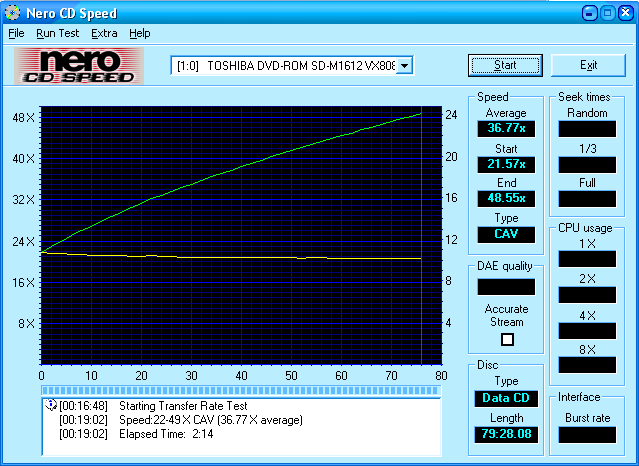 Nero CD Speed
File Run Test Extra Help
nero
CD SPEED
[1:0] TOSHIBA DVD-ROM SD-M1612 VX808
Start
Exit
48 X
40 X
32 X
24 X
16 X
8 X
24
20
16
12
10
8
4
0 10 20 30 40 50 60 70 80
Speed
Average
36.77x
Start
21.57x
End
48.55x
Type
CAV
DAE quality
Accurate
Stream
Disc
Type
Data CD
Length
79:28.08
Seek times
Random
1/3
Full
CPU usage
1 X
2 X
4 X
8 X
Interface
Burst rate
[00:16:48] Starting Transfer Rate Test
[00:19:02] Speed:22-49 X CAV (36.77 X average)
[00:19:02] Elapsed Time: 2:14